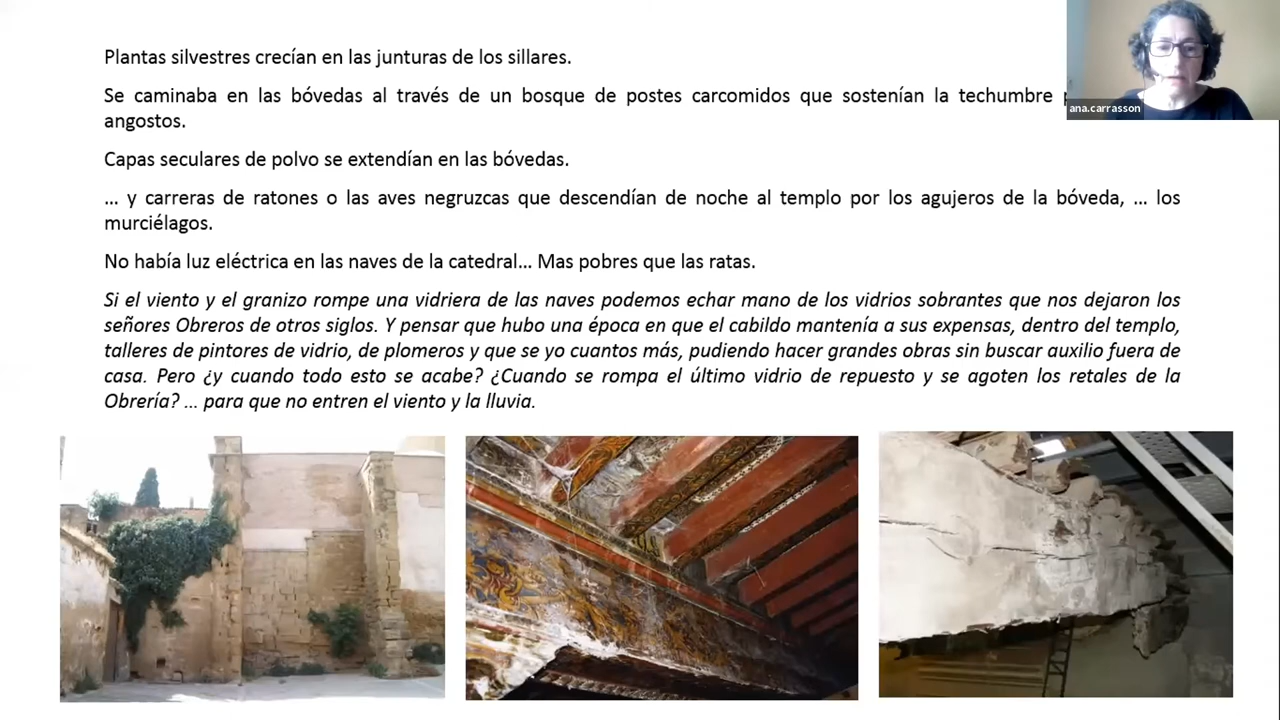 Plantas silvestres crecían en las junturas de los sillares.
Se caminaba en las bóvedas al través de un bosque de postes carcomidos que sostenían la techumbre
angostos.
Capas seculares de polvo se extendían en las bóvedas.
... y carreras de ratones o las aves negruzcas que descendían de noche al templo por los agujeros de la bóveda, ... los
murciélagos.
No había luz eléctrica en las naves de la catedral... Mas pobres que las ratas.
Si el viento y el granizo rompe una vidriera de las naves podemos echar mano de los vidrios sobrantes que nos dejaron los
señores Obreros de otros siglos. Y pensar que hubo una época en que el cabildo mantenía a sus expensas, dentro del templo,
talleres de pintores de vidrio, de plomeros y que se yo cuantos más, pudiendo hacer grandes obras sin buscar auxilio fuera de
casa. Pero ¿y cuando todo esto se acabe? ¿Cuando se rompa el último vidrio de repuesto y se agoten los retales de la
Obrería? ... para que no entren el viento y la lluvia.
ana.carrasson